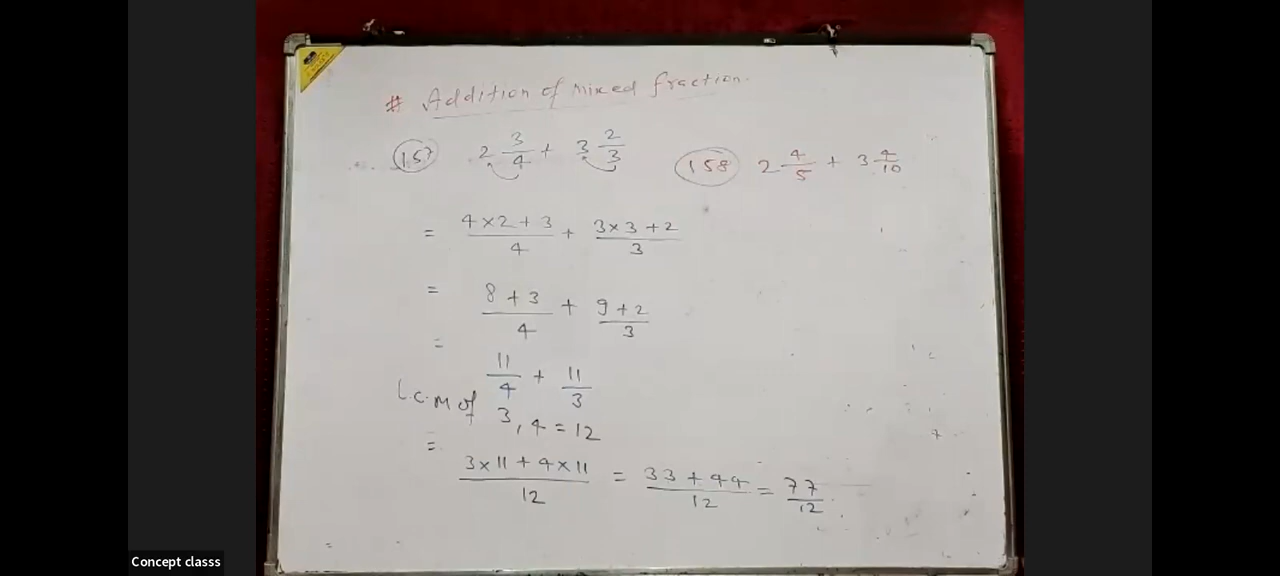 # Addition of mixed fraction.
157 2 3/4 + 3 2/3
158 2 4/5 + 3 4/10
= 4×2+3/4 + 3×3+2/3
= 8+3/4 + 9+2/3
= 11/4 + 11/3
L.C.M of 3, 4 = 12
= 3×11+4×11/12 = 33+44/12 = 77/12
Concept classs